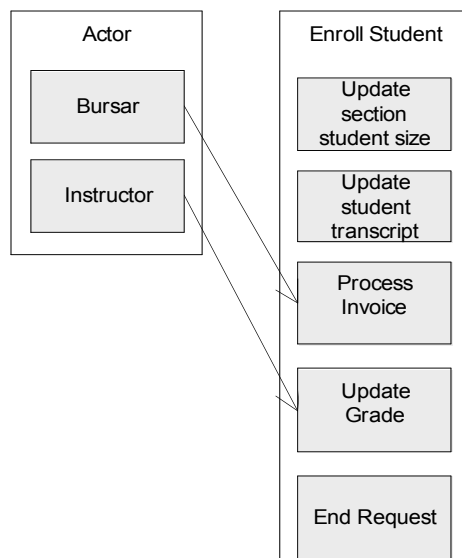 Actor
Bursar
Instructor
Enroll Student
Update
section
student size
Update
student
transcript
Process
Invoice
Update
Grade
End Request